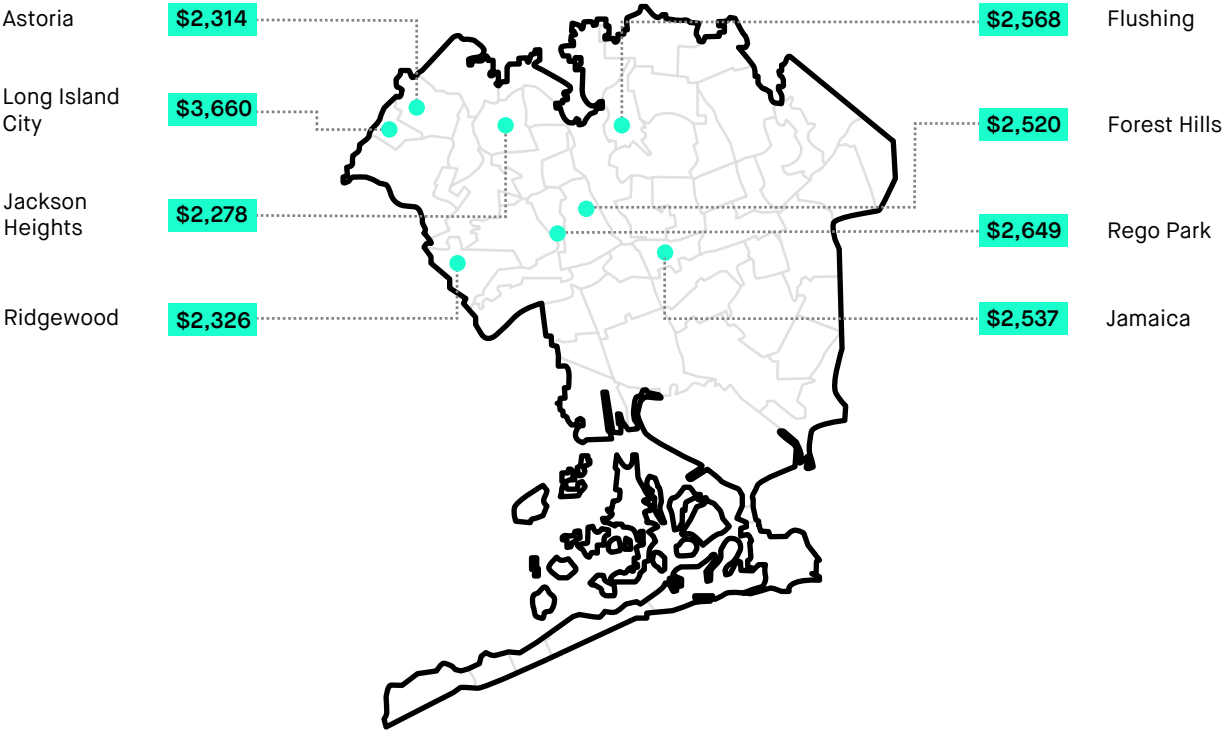 Astoria
$2,314
Long Island
City
$3,660
Jackson
Heights
$2,278
Ridgewood
$2,326
$2,568
Flushing
$2,520
Forest Hills
$2,649
Rego Park
$2,537
Jamaica